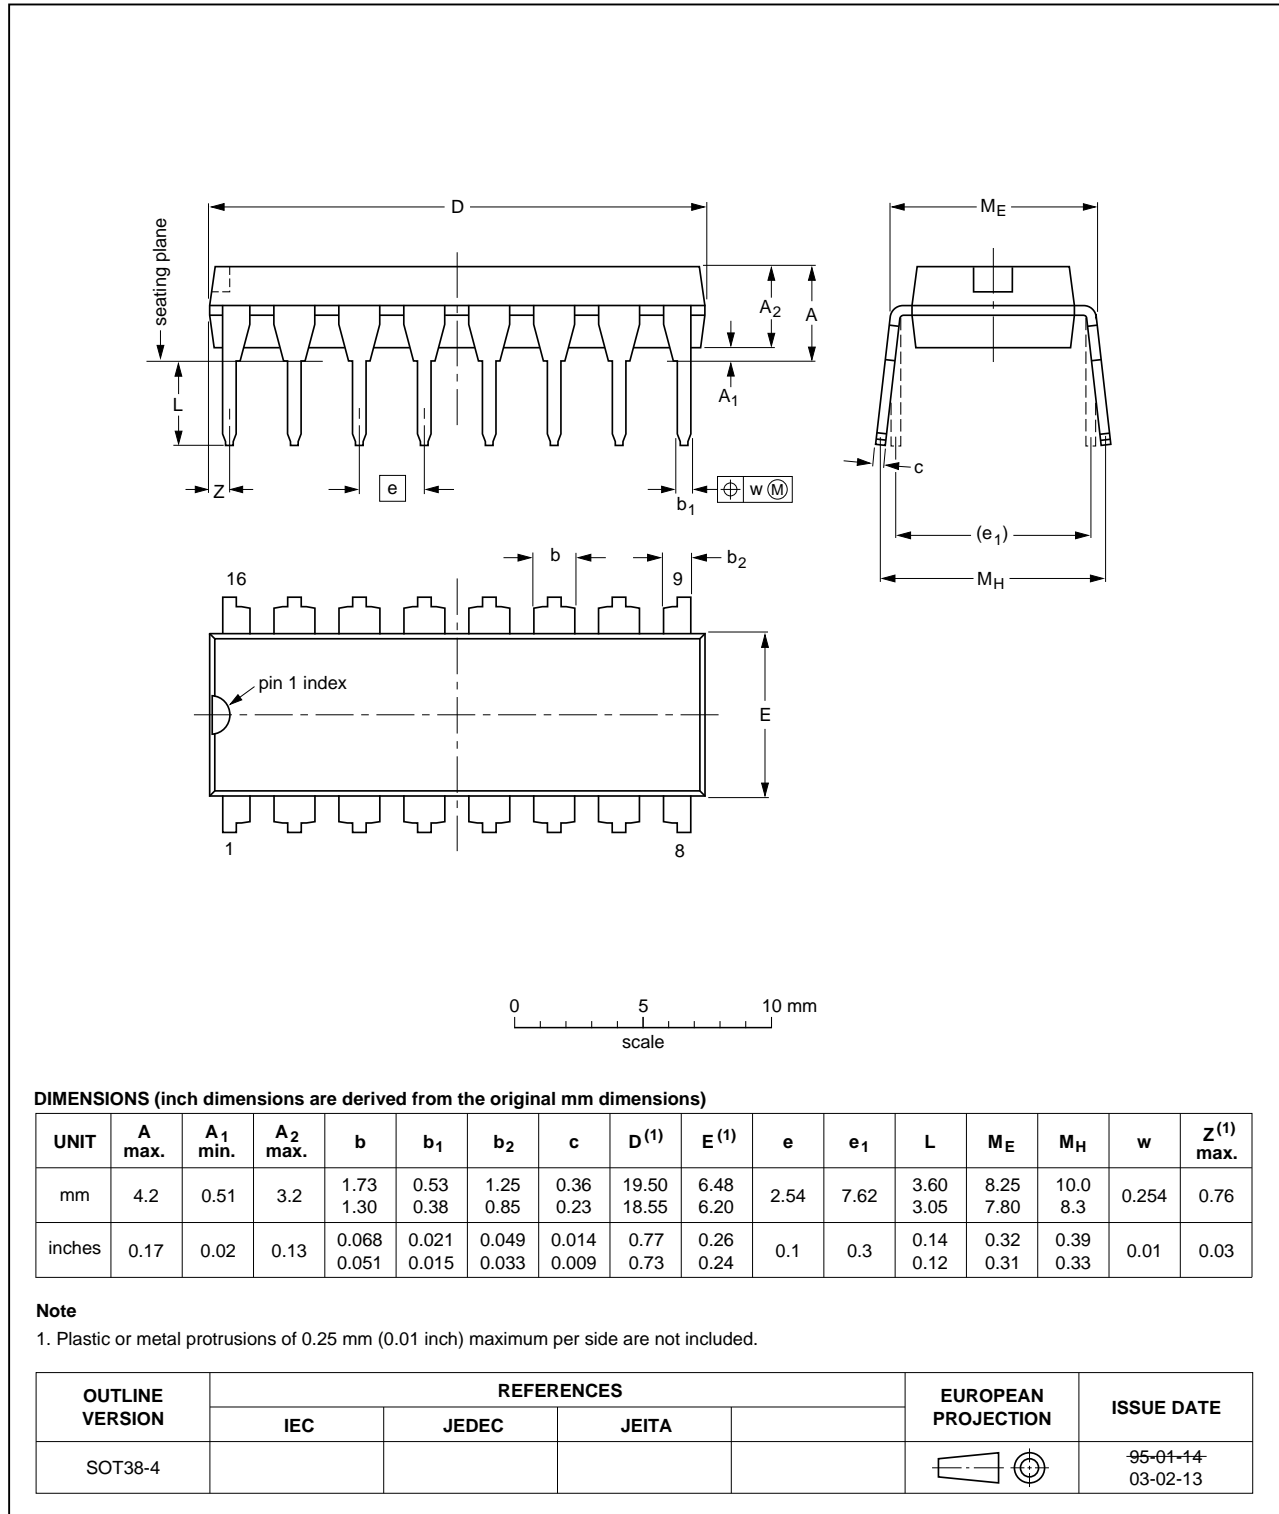 D
M_E
seating plane
A_2
A
L
A_1
c
Z
e
b_1
w M
(e_1)
M_H
b
b_2
16
9
pin 1 index
E
1
8
0
5
10 mm
scale
DIMENSIONS (inch dimensions are derived from the original mm dimensions)
UNIT A max. A_1 min. A_2 max. b b_1 b_2 c D(1) E(1) e e_1 L M_E M_H w Z(1) max.
mm 4.2 0.51 3.2 1.73 1.30 0.53 0.38 1.25 0.85 0.36 0.23 19.50 18.55 6.48 6.20 2.54 7.62 3.60 3.05 8.25 7.80 10.0 8.3 0.254 0.76
inches 0.17 0.02 0.13 0.068 0.051 0.021 0.015 0.049 0.033 0.014 0.009 0.77 0.73 0.26 0.24 0.1 0.3 0.14 0.12 0.32 0.31 0.39 0.33 0.01 0.03
Note
1. Plastic or metal protrusions of 0.25 mm (0.01 inch) maximum per side are not included.
OUTLINE VERSION REFERENCES EUROPEAN PROJECTION ISSUE DATE
IEC JEDEC JEITA
SOT38-4
95-01-14
03-02-13